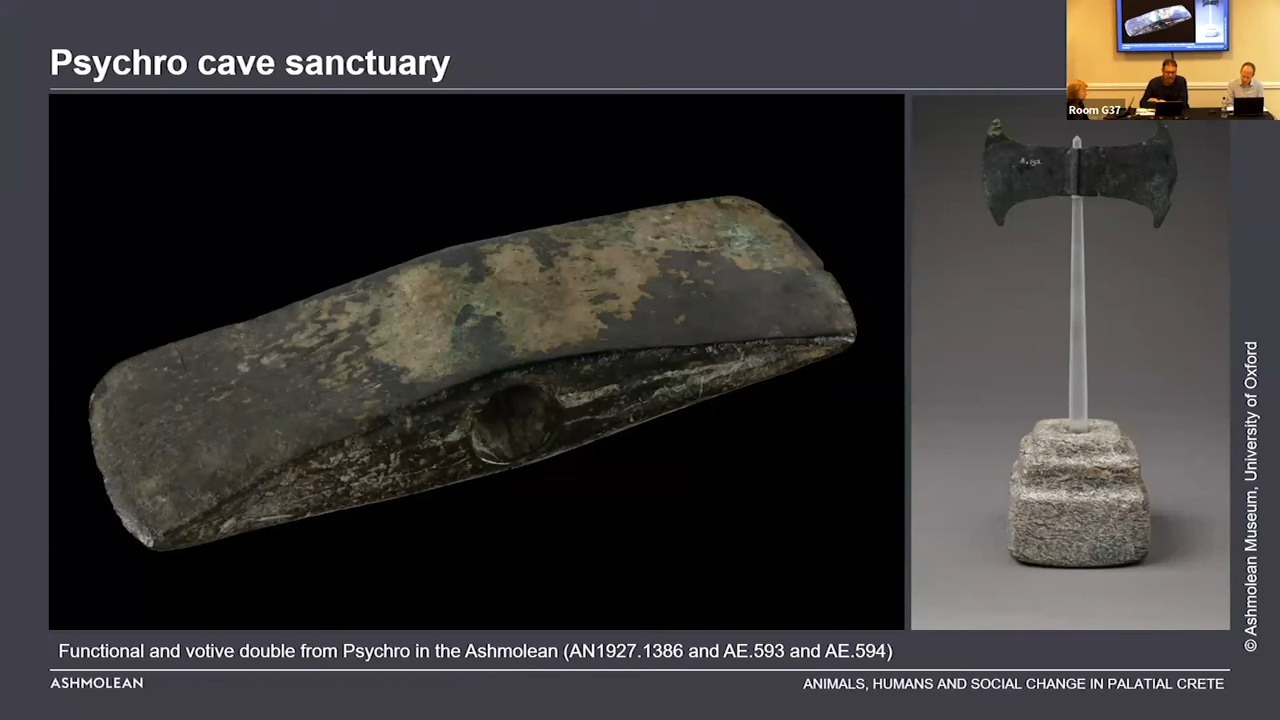 Psychro cave sanctuary
Room G37
© Ashmolean Museum, University of Oxford
Functional and votive double from Psychro in the Ashmolean (AN1927.1386 and AE.593 and AE.594)
ASHMOLEAN
ANIMALS, HUMANS AND SOCIAL CHANGE IN PALATIAL CRETE